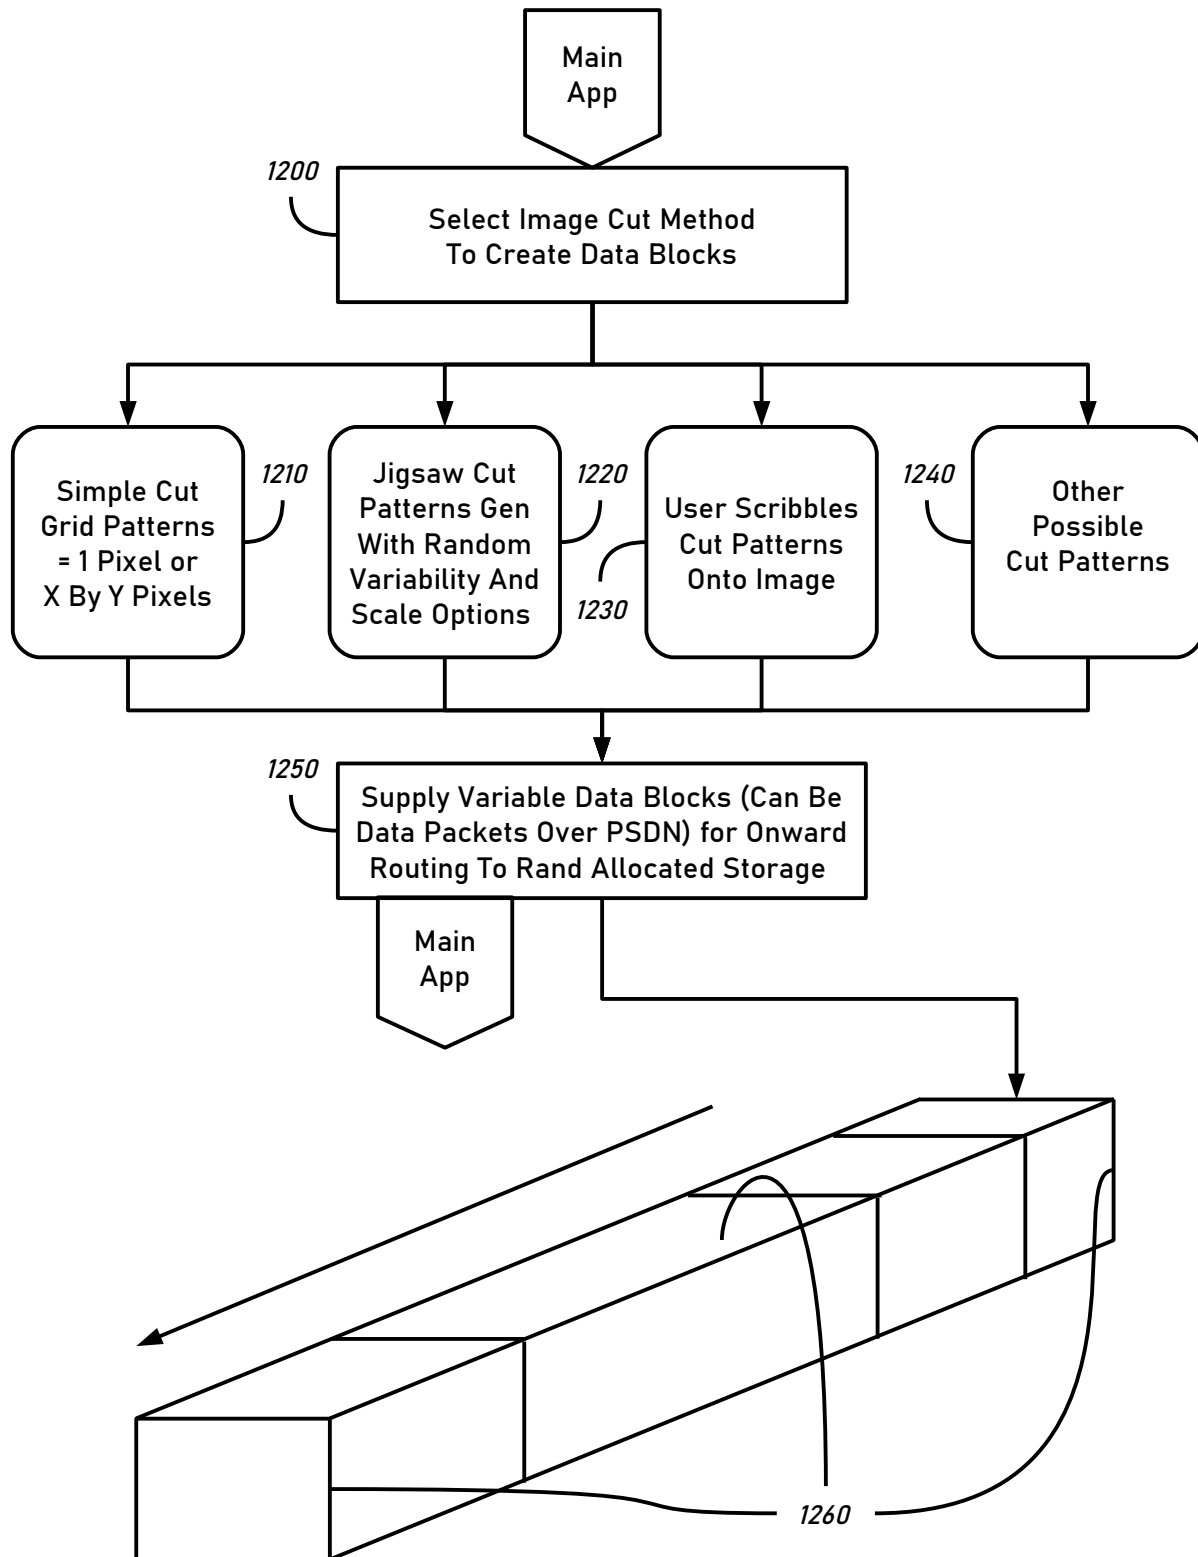 Main
App
1200
Select Image Cut Method
To Create Data Blocks
Simple Cut
Grid Patterns
= 1 Pixel or
X By Y Pixels
1210
Jigsaw Cut
Patterns Gen
With Random
Variability And
Scale Options
1220
1230
User Scribbles
Cut Patterns
Onto Image
1240
Other
Possible
Cut Patterns
1250
Supply Variable Data Blocks (Can Be
Data Packets Over PSDN) for Onward
Routing To Rand Allocated Storage
Main
App
1260